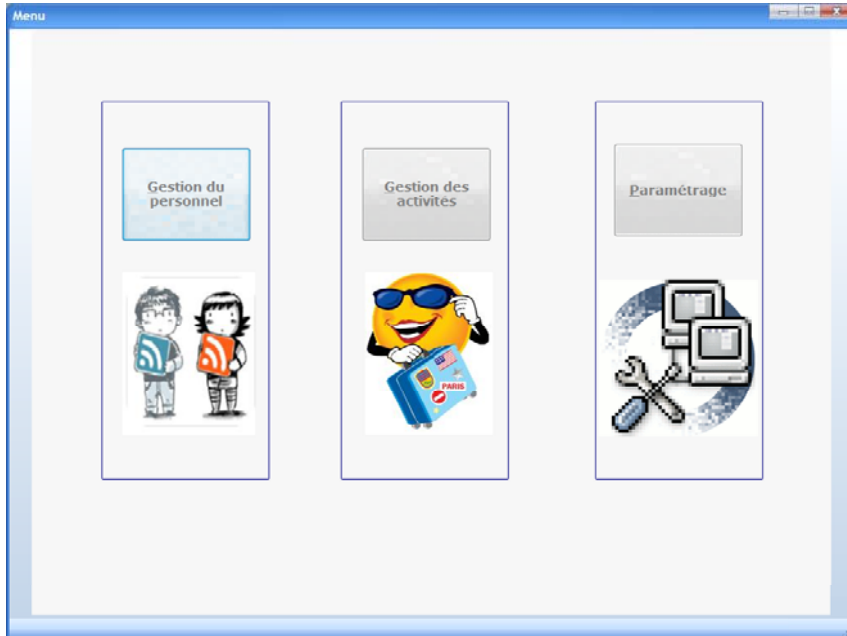 Menu
Gestion du
personnel
Gestion des
activités
Paramétrage
PARIS